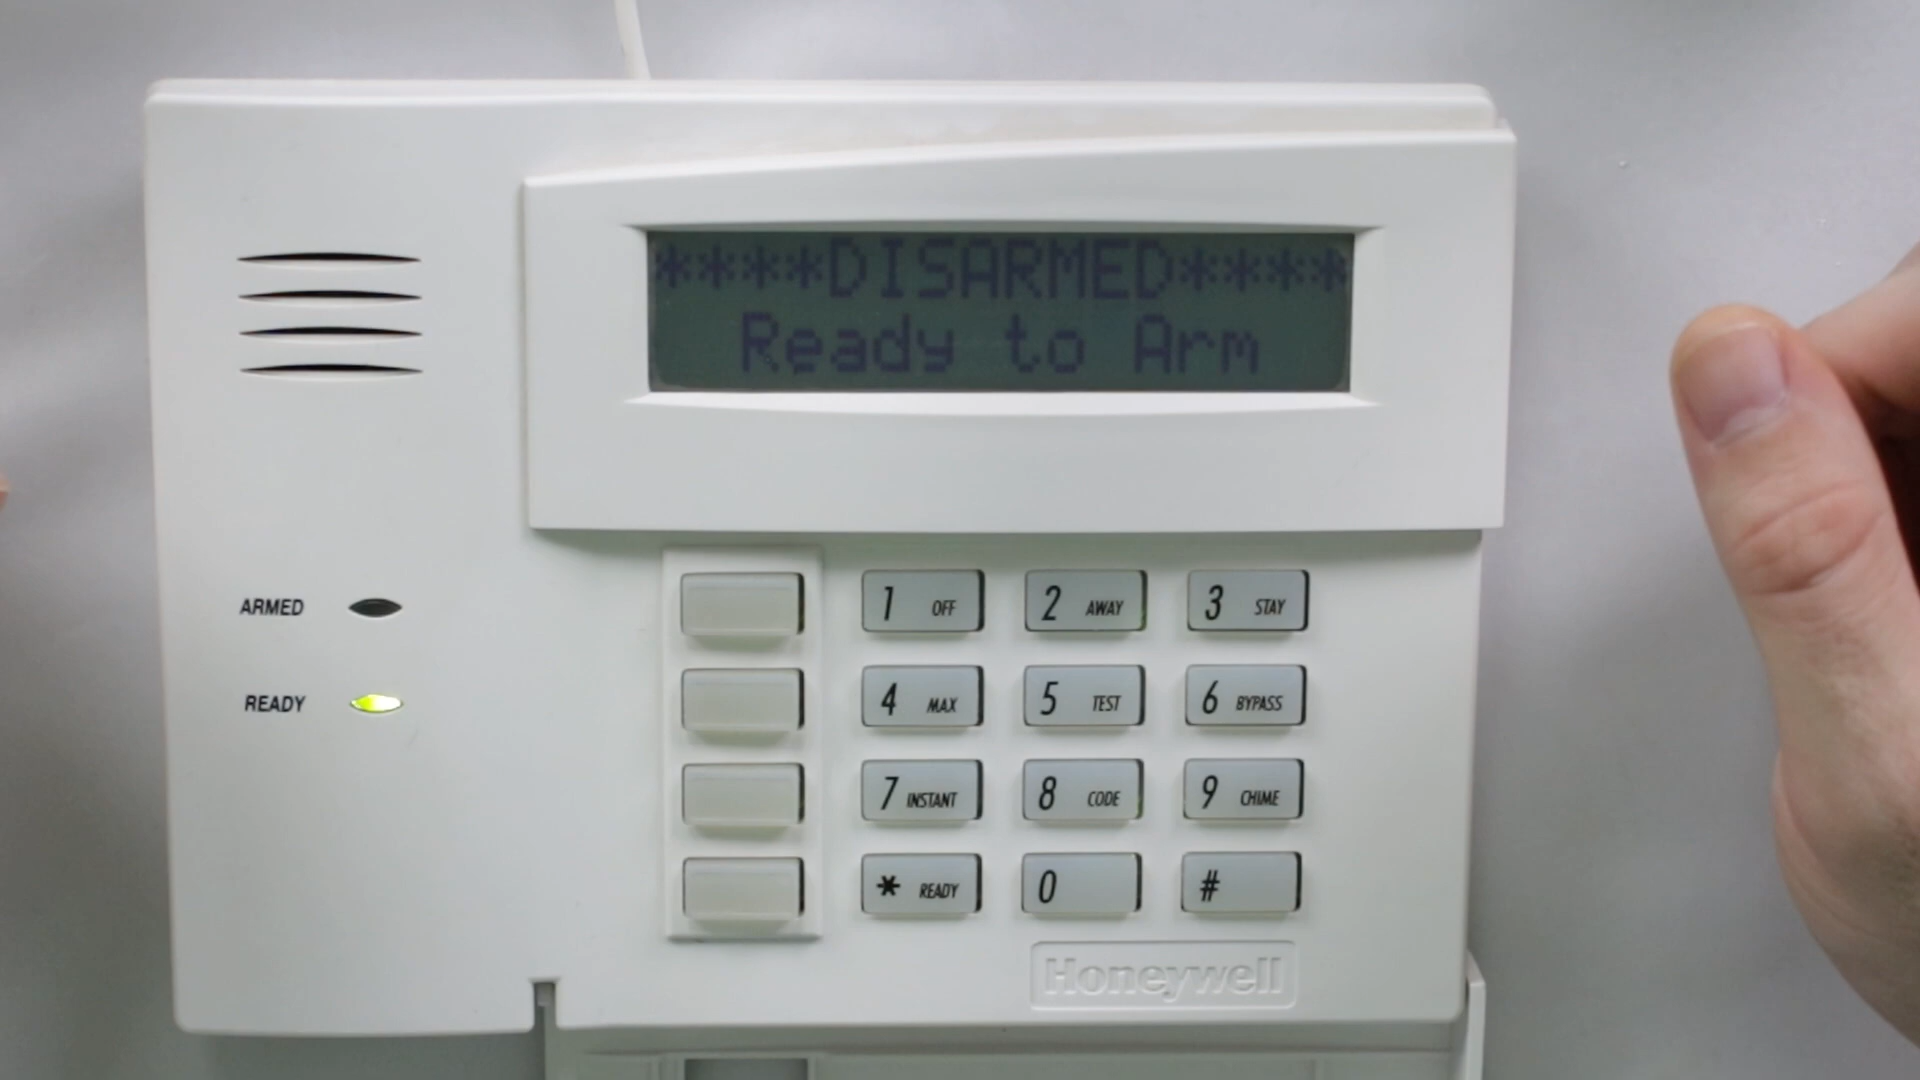 ****DISARMED****
Ready to Arm
ARMED
READY
1 OFF
2 AWAY
3 STAY
4 MAX
5 TEST
6 BYPASS
7 INSTANT
8 CODE
9 CHIME
* READY
0
#
Honeywell